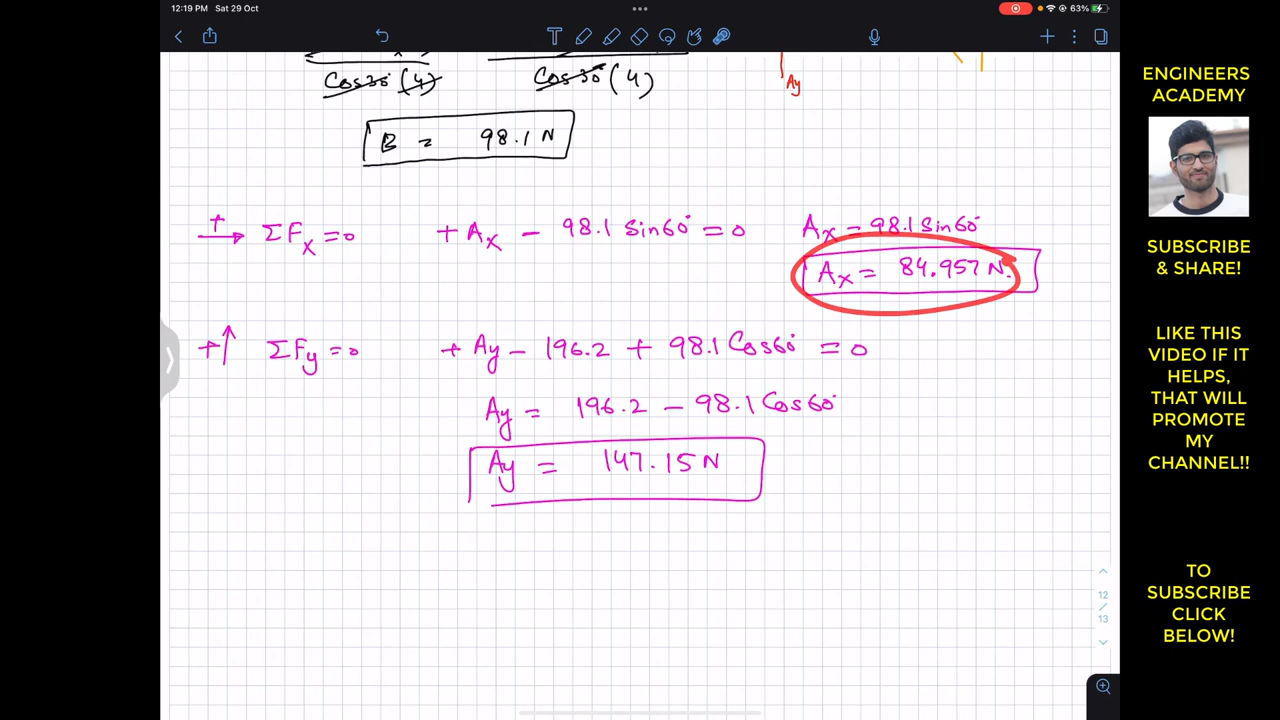 12:19 PM Sat 29 Oct
63%
Cos30° (4) Cos30° (4)
Ay
B = 98.1 N
+ ΣFx=0 +Ax - 98.1 Sin60° = 0 Ax = 98.1 Sin60°
Ax = 84.957 N.
+ ΣFy=0 + Ay - 196.2 + 98.1 Cos60° = 0
Ay = 196.2 - 98.1 Cos60°
Ay = 147.15 N
12
/
13
ENGINEERS
ACADEMY
SUBSCRIBE
& SHARE!
LIKE THIS
VIDEO IF IT
HELPS,
THAT WILL
PROMOTE
MY
CHANNEL!!
TO
SUBSCRIBE
CLICK
BELOW!